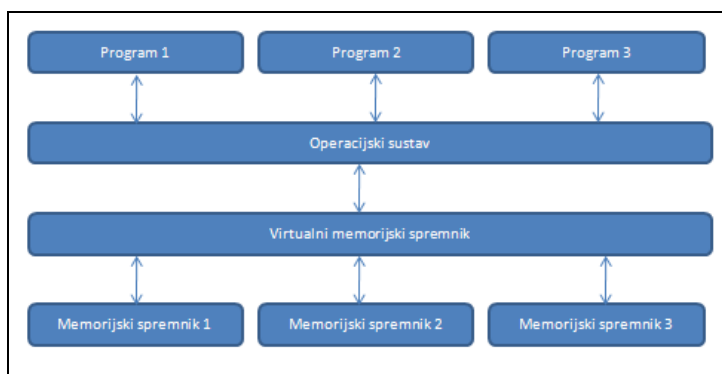 Program 1
Program 2
Program 3
Operacijski sustav
Virtualni memorijski spremnik
Memorijski spremnik 1
Memorijski spremnik 2
Memorijski spremnik 3